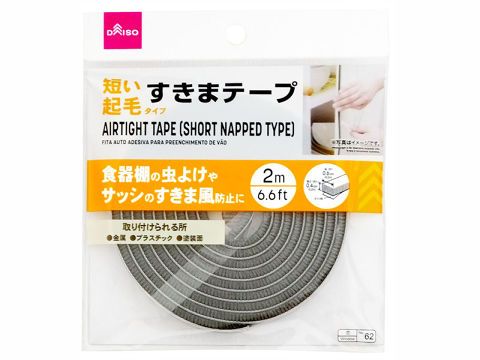 DAISO
短い
起毛タイプ
すきまテープ
AIRTIGHT TAPE (SHORT NAPPED TYPE)
FITA AUTO ADESIVA PARA PREENCHIMENTO DE VÃO
※写真はイメージです。
食器棚の虫よけや
サッシのすきま風防止に
2m
6.6ft
取り付けられる所
●金属 ●プラスチック ●塗装面
No.
62